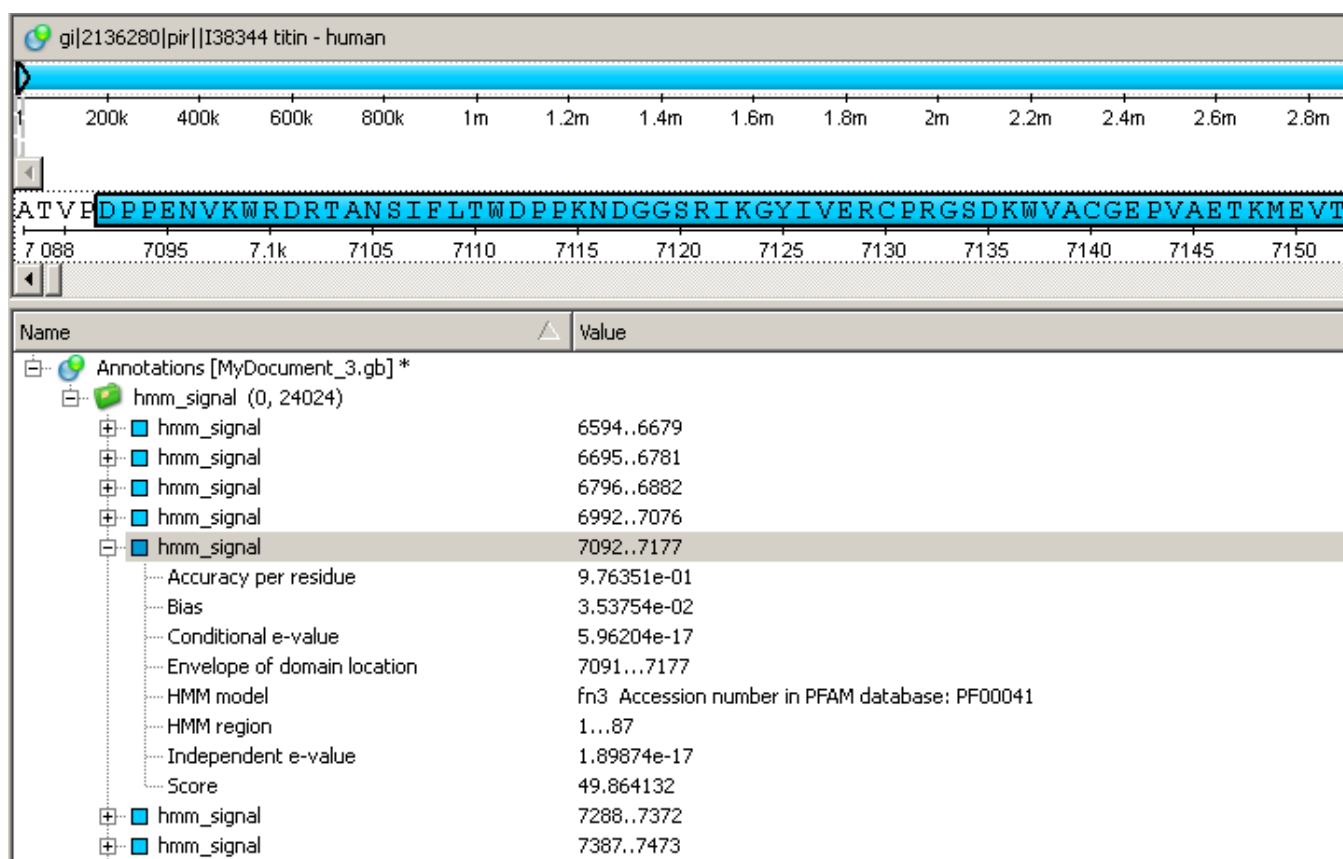 gi|2136280|pir||I38344 titin - human
1 200k 400k 600k 800k 1m 1.2m 1.4m 1.6m 1.8m 2m 2.2m 2.4m 2.6m 2.8m
ATVPDPPENVKWRDRTANSIFLTWDPPKNDGGSRIKGYIVERCPRGSDKWVACGEPVAETKMEVT
7 088 7095 7.1k 7105 7110 7115 7120 7125 7130 7135 7140 7145 7150
Name Value
Annotations [MyDocument_3.gb] *
hmm_signal (0, 24024)
hmm_signal 6594..6679
hmm_signal 6695..6781
hmm_signal 6796..6882
hmm_signal 6992..7076
hmm_signal 7092..7177
Accuracy per residue 9.76351e-01
Bias 3.53754e-02
Conditional e-value 5.96204e-17
Envelope of domain location 7091...7177
HMM model fn3 Accession number in PFAM database: PF00041
HMM region 1...87
Independent e-value 1.89874e-17
Score 49.864132
hmm_signal 7288..7372
hmm_signal 7387..7473